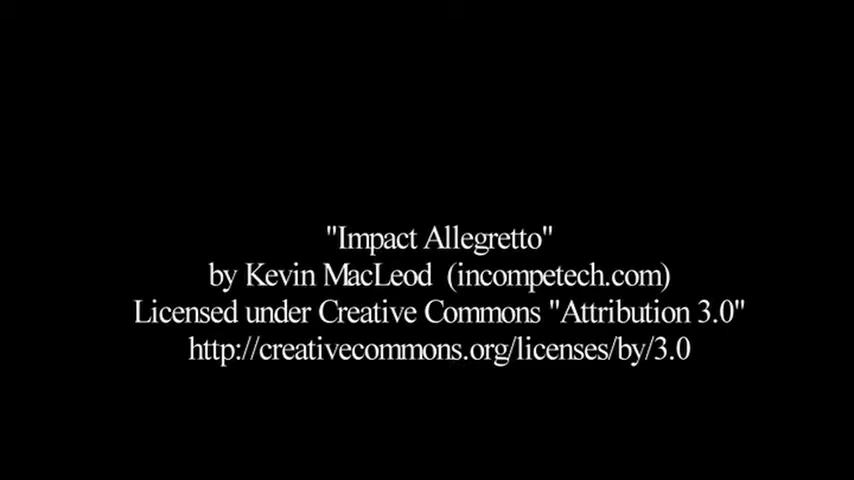 "Impact Allegretto"
by Kevin MacLeod (incompetech.com)
Licensed under Creative Commons "Attribution 3.0"
http://creativecommons.org/licenses/by/3.0